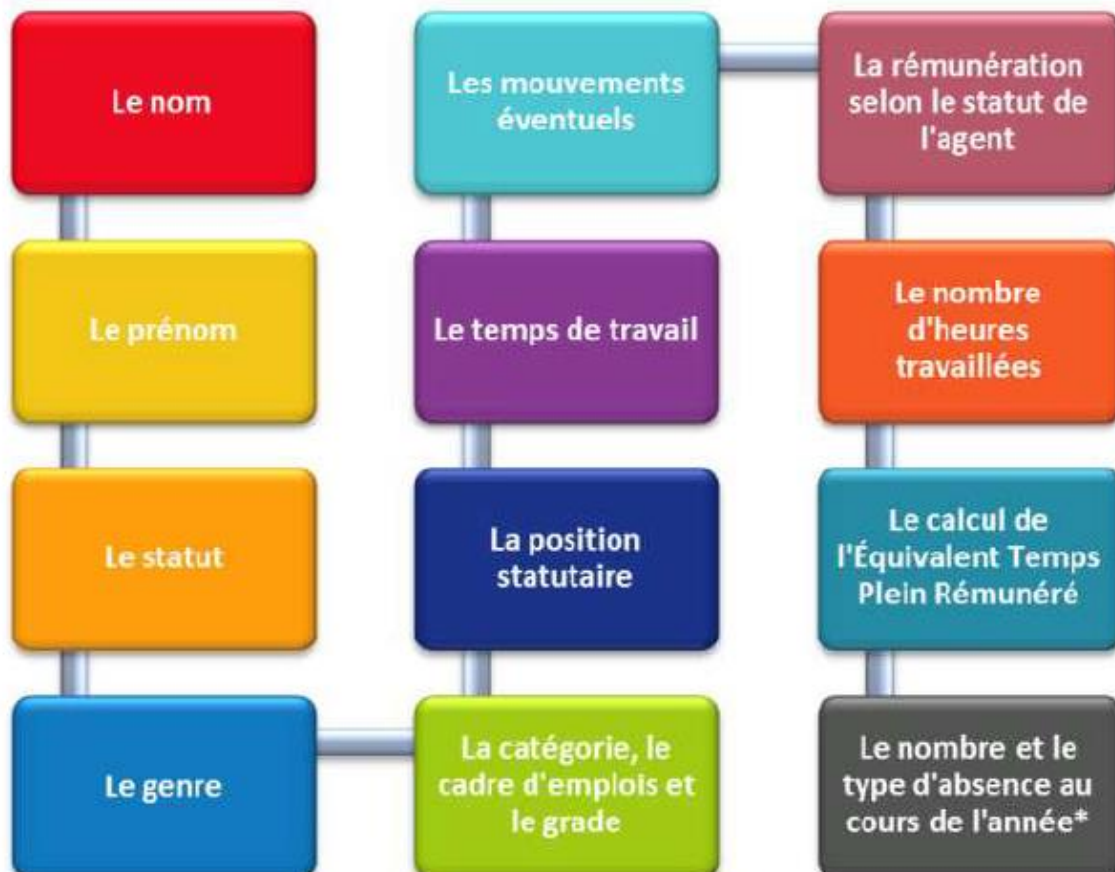 Le nom
Le prénom
Le statut
Le genre
La catégorie, le
cadre d'emplois et
le grade
La position
statutaire
Le temps de travail
Les mouvements
éventuels
La rémunération
selon le statut de
l'agent
Le nombre
d'heures
travaillées
Le calcul de
l'Équivalent Temps
Plein Rémunéré
Le nombre et le
type d'absence au
cours de l'année*